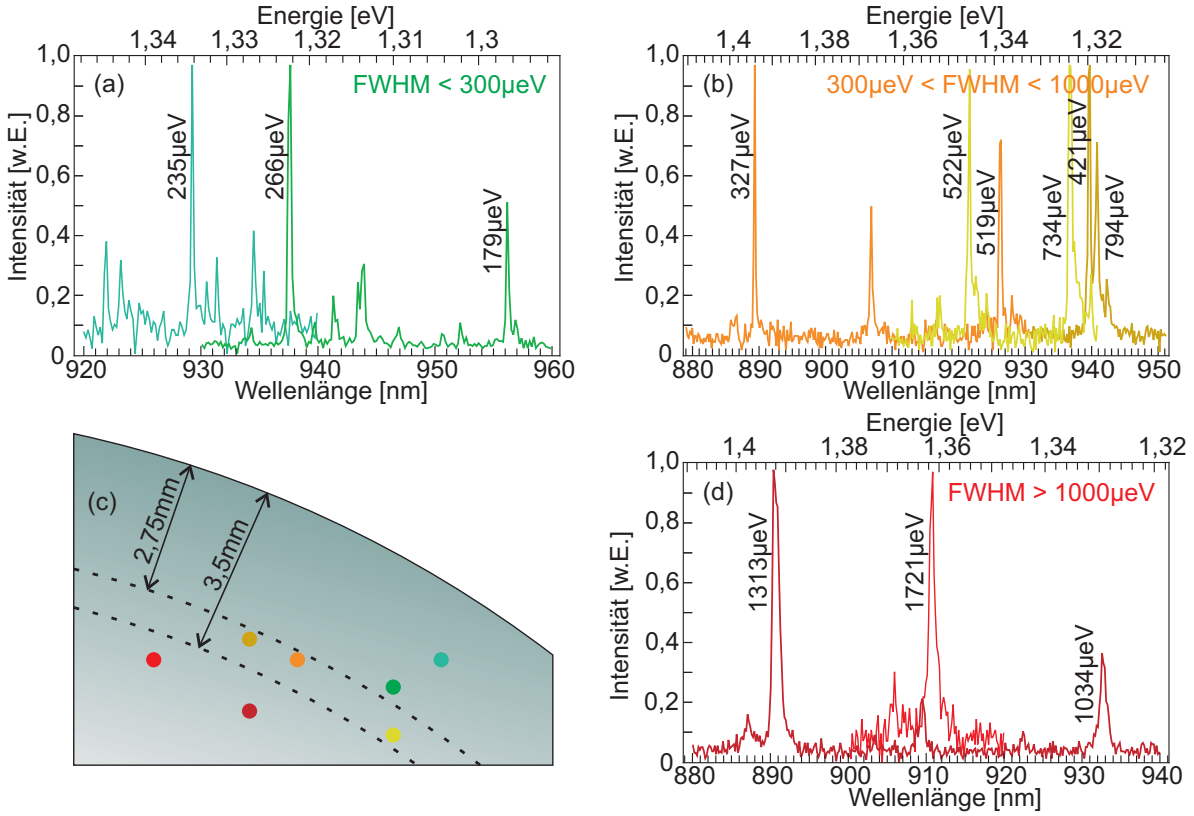 Energie [eV]
1,34 1,33 1,32 1,31 1,3
1,0
0,8
0,6
0,4
0,2
0
Intensität [w.E.]
(a)
FWHM < 300µeV
235µeV
266µeV
179µeV
920 930 940 950 960
Wellenlänge [nm]
Energie [eV]
1,4 1,38 1,36 1,34 1,32
1,0
0,8
0,6
0,4
0,2
0
Intensität [w.E.]
(b)
300µeV < FWHM < 1000µeV
327µeV
522µeV
519µeV
734µeV
421µeV
794µeV
880 890 900 910 920 930 940 950
Wellenlänge [nm]
(c)
2,75mm
3,5mm
Energie [eV]
1,4 1,38 1,36 1,34 1,32
1,0
0,8
0,6
0,4
0,2
0
Intensität [w.E.]
(d)
FWHM > 1000µeV
1313µeV
1721µeV
1034µeV
880 890 900 910 920 930 940
Wellenlänge [nm]